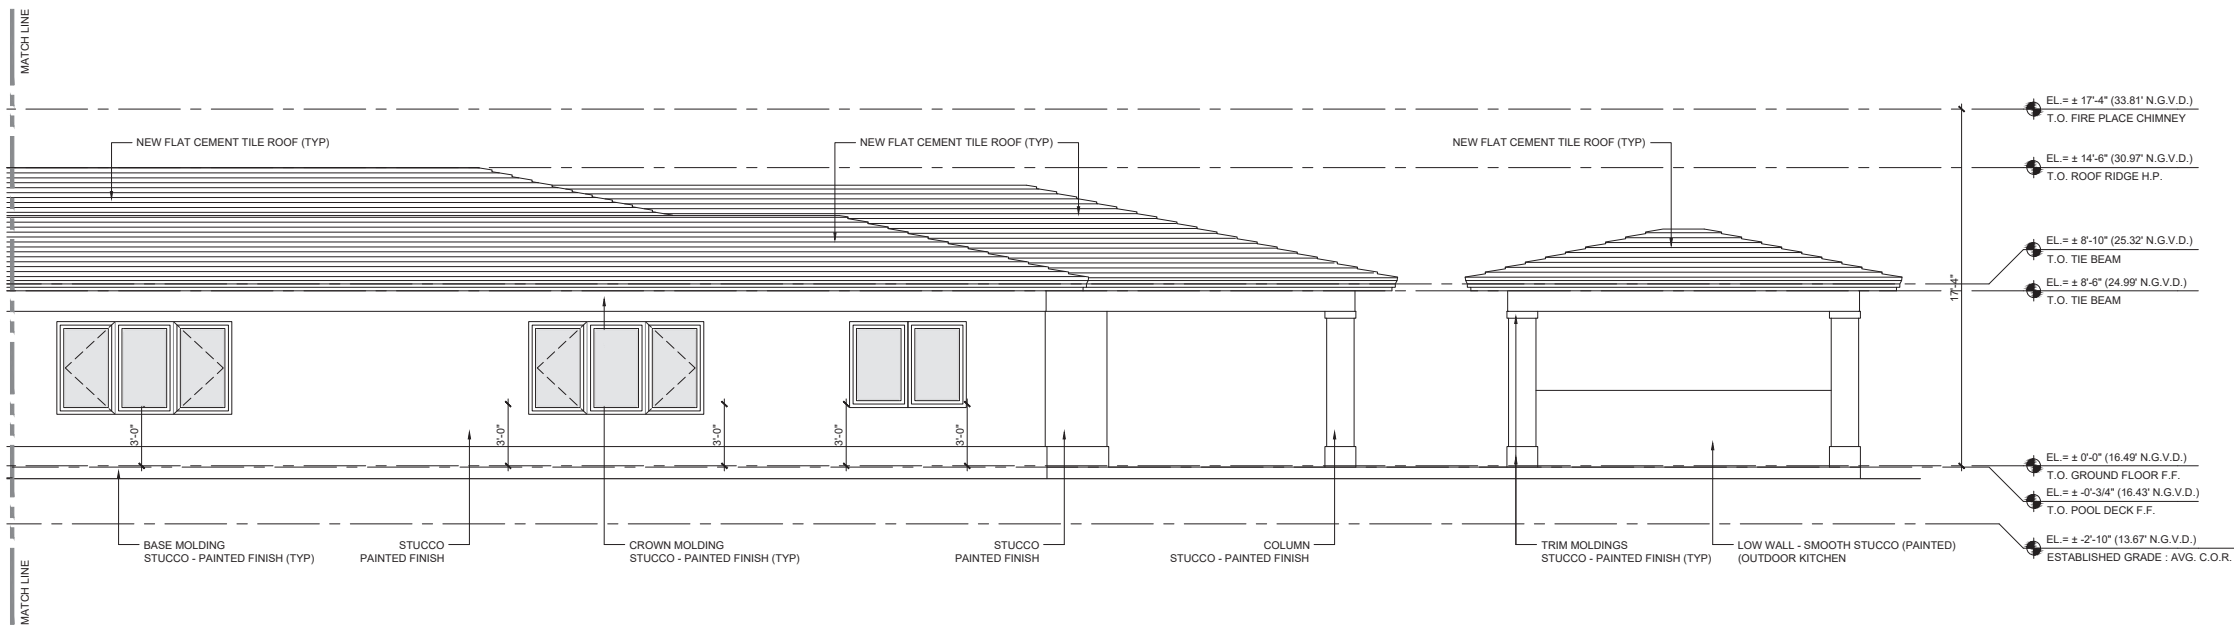 MATCH LINE
EL.= ± 17'-4" (33.81' N.G.V.D.)
T.O. FIRE PLACE CHIMNEY
NEW FLAT CEMENT TILE ROOF (TYP)
NEW FLAT CEMENT TILE ROOF (TYP)
NEW FLAT CEMENT TILE ROOF (TYP)
EL.= ± 14'-6" (30.97' N.G.V.D.)
T.O. ROOF RIDGE H.P.
EL.= ± 8'-10" (25.32' N.G.V.D.)
T.O. TIE BEAM
EL.= ± 8'-6" (24.99' N.G.V.D.)
T.O. TIE BEAM
17'-4"
3'-0"
3'-0"
3'-0"
3'-0"
3'-0"
EL.= ± 0'-0" (16.49' N.G.V.D.)
T.O. GROUND FLOOR F.F.
EL.= ± -0'-3/4" (16.43' N.G.V.D.)
T.O. POOL DECK F.F.
EL.= ± -2'-10" (13.67' N.G.V.D.)
ESTABLISHED GRADE : AVG. C.O.R.
BASE MOLDING
STUCCO - PAINTED FINISH (TYP)
STUCCO
PAINTED FINISH
CROWN MOLDING
STUCCO - PAINTED FINISH (TYP)
STUCCO
PAINTED FINISH
COLUMN
STUCCO - PAINTED FINISH
TRIM MOLDINGS
STUCCO - PAINTED FINISH (TYP)
LOW WALL - SMOOTH STUCCO (PAINTED)
(OUTDOOR KITCHEN
MATCH LINE